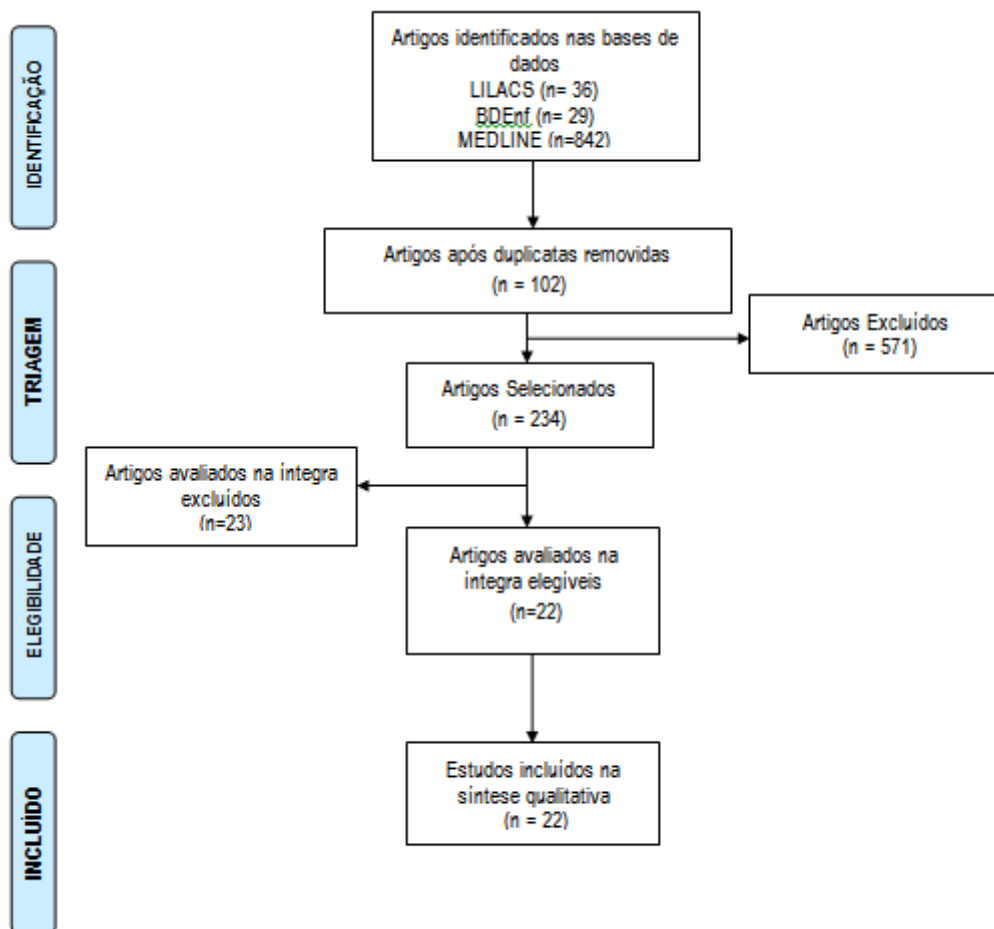 IDENTIFICAÇÃO
Artigos identificados nas bases de
dados
LILACS (n= 36)
BDEnf (n= 29)
MEDLINE (n=842)
Artigos após duplicatas removidas
(n = 102)
TRIAGEM
Artigos Excluídos
(n = 571)
Artigos Selecionados
(n = 234)
Artigos avaliados na íntegra
excluídos
(n=23)
ELEGIBILIDADE
Artigos avaliados na
íntegra elegíveis
(n=22)
INCLUÍDO
Estudos incluídos na
síntese qualitativa
(n = 22)